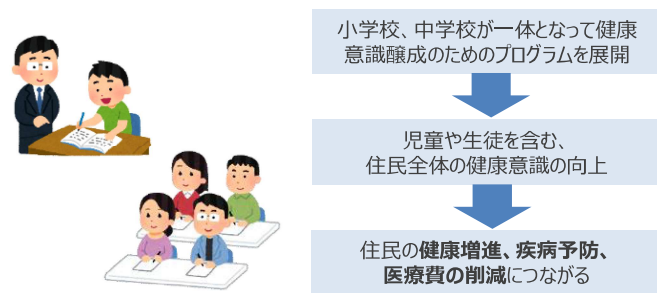 小学校、中学校が一体となって健康
意識醸成のためのプログラムを展開
児童や生徒を含む、
住民全体の健康意識の向上
住民の健康増進、疾病予防、
医療費の削減につながる